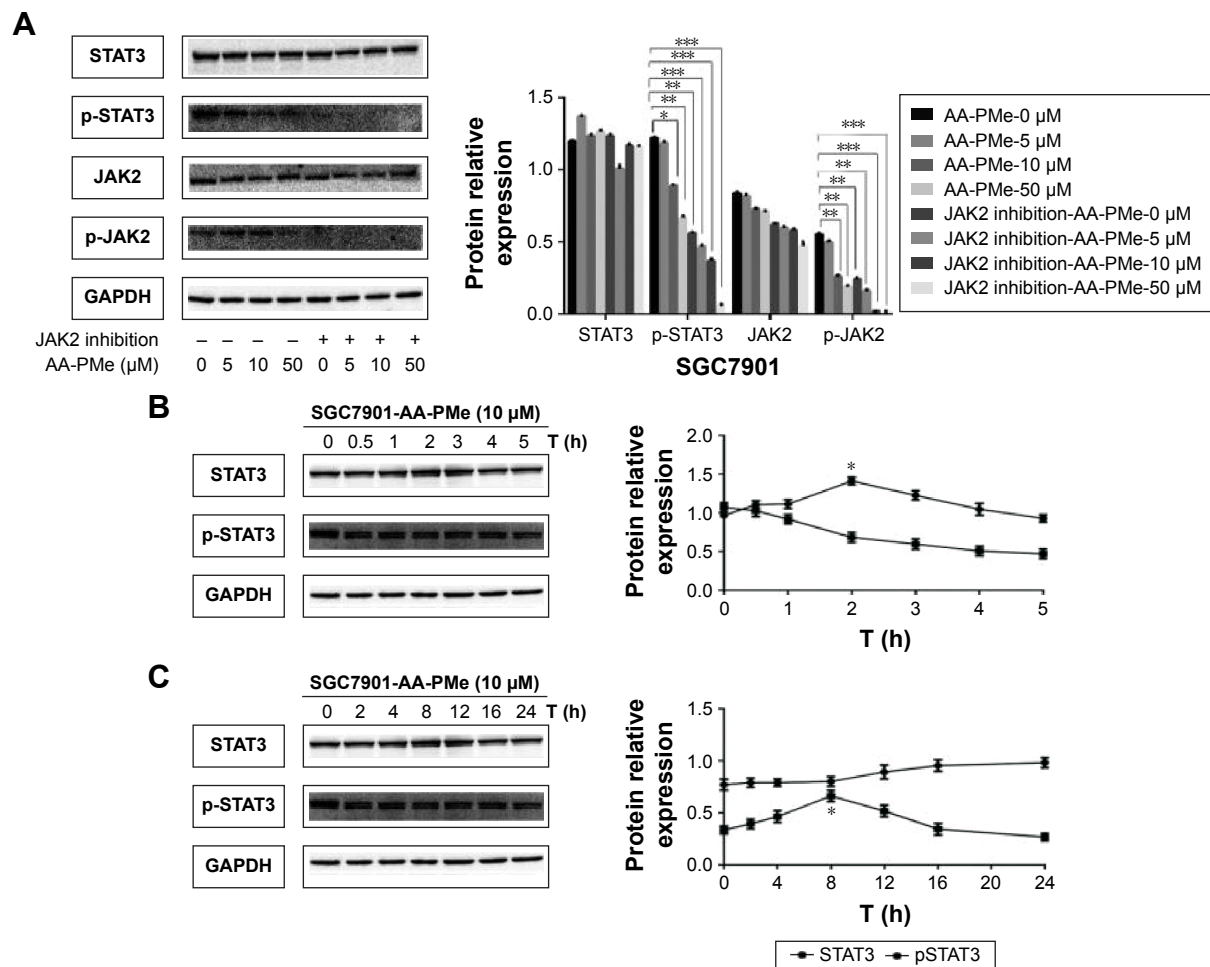 A
STAT3
p-STAT3
JAK2
p-JAK2
GAPDH
JAK2 inhibition – – – – + + + +
AA-PMe (µM) 0 5 10 50 0 5 10 50
Protein relative
expression
1.5
1.0
0.5
0.0
***
***
***
**
**
*
***
***
**
**
**
**
STAT3 p-STAT3 JAK2 p-JAK2
SGC7901
AA-PMe-0 µM
AA-PMe-5 µM
AA-PMe-10 µM
AA-PMe-50 µM
JAK2 inhibition-AA-PMe-0 µM
JAK2 inhibition-AA-PMe-5 µM
JAK2 inhibition-AA-PMe-10 µM
JAK2 inhibition-AA-PMe-50 µM
B
SGC7901-AA-PMe (10 µM)
0 0.5 1 2 3 4 5 T (h)
STAT3
p-STAT3
GAPDH
Protein relative
expression
2.0
1.5
1.0
0.5
0.0
*
0 1 2 3 4 5
T (h)
C
SGC7901-AA-PMe (10 µM)
0 2 4 8 12 16 24 T (h)
STAT3
p-STAT3
GAPDH
Protein relative
expression
1.5
1.0
0.5
0.0
*
0 4 8 12 16 20 24
T (h)
STAT3 pSTAT3